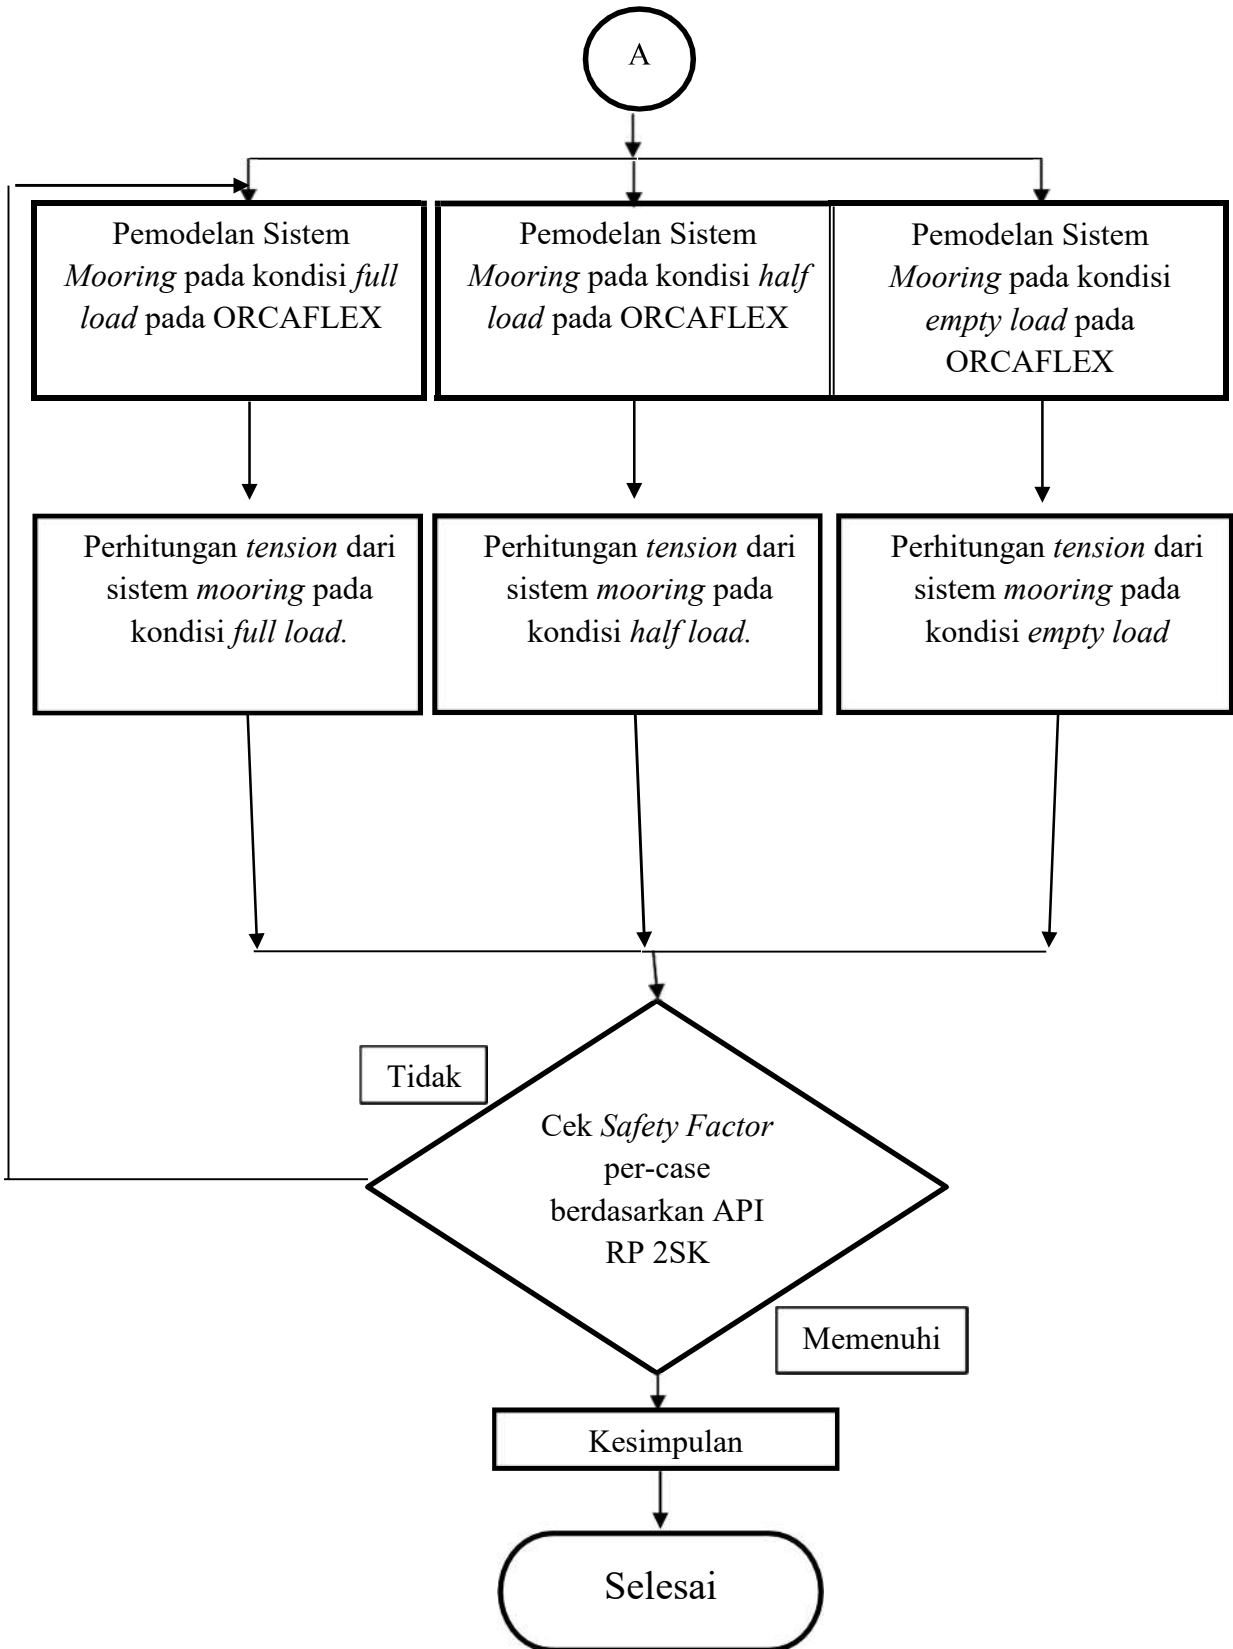 A
Pemodelan Sistem
Mooring pada kondisi full
load pada ORCAFLEX
Pemodelan Sistem
Mooring pada kondisi half
load pada ORCAFLEX
Pemodelan Sistem
Mooring pada kondisi
empty load pada
ORCAFLEX
Perhitungan tension dari
sistem mooring pada
kondisi full load.
Perhitungan tension dari
sistem mooring pada
kondisi half load.
Perhitungan tension dari
sistem mooring pada
kondisi empty load
Tidak
Cek Safety Factor
per-case
berdasarkan API
RP 2SK
Memenuhi
Kesimpulan
Selesai